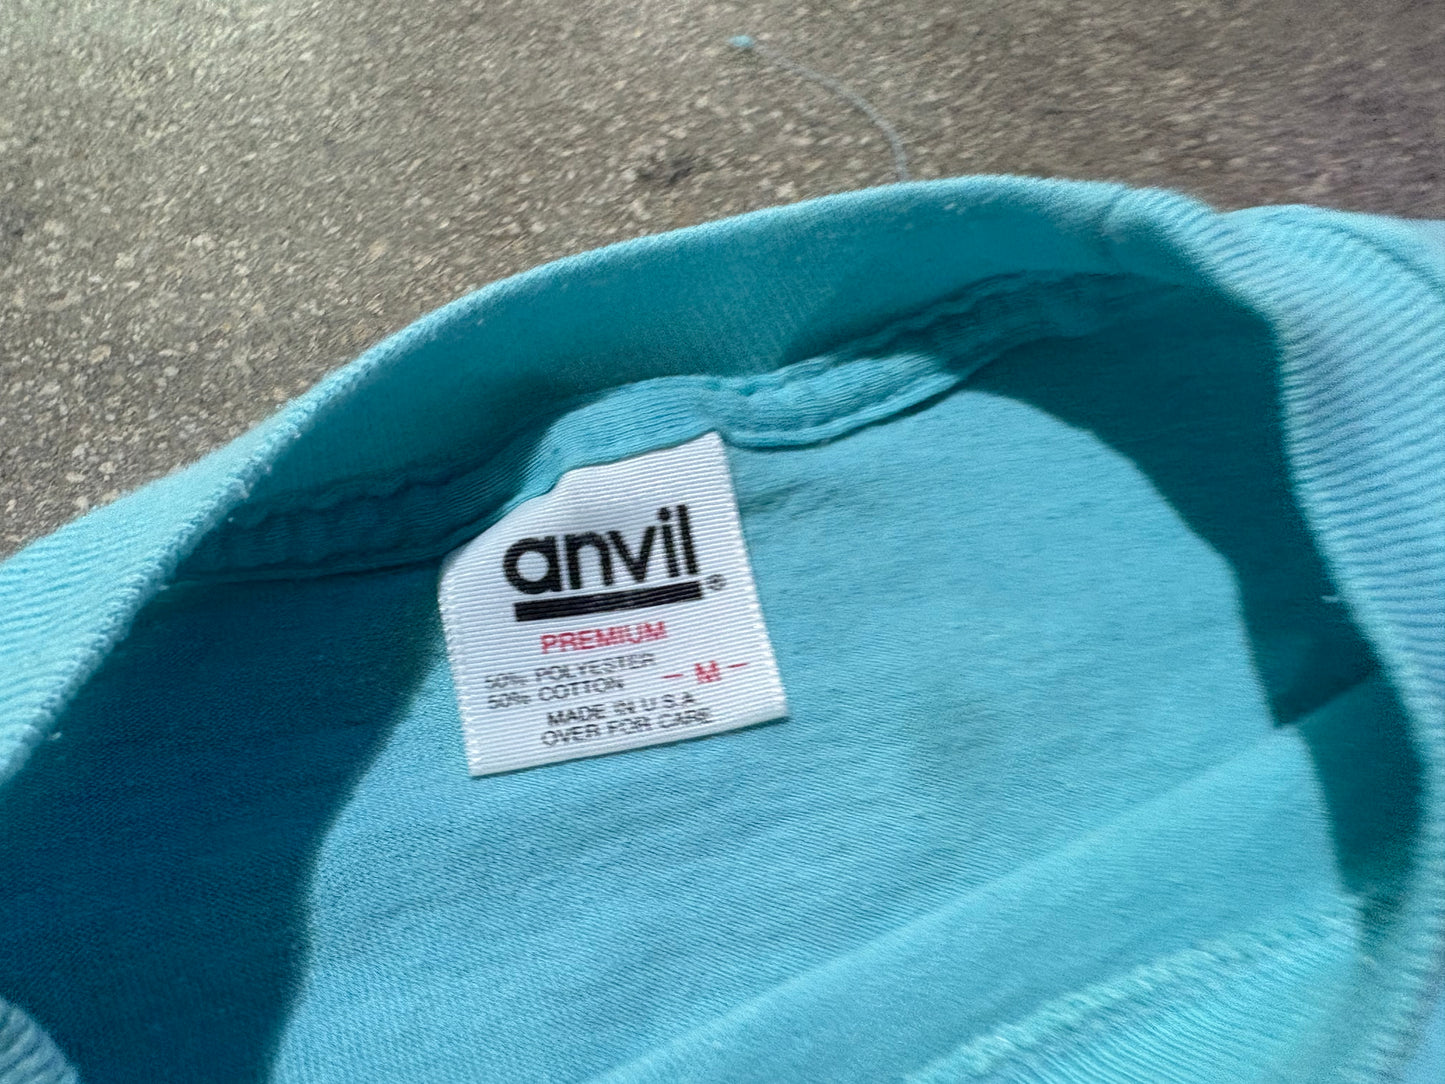 anvil®
PREMIUM
50% POLYESTER
50% COTTON
— M —
MADE IN U.S.A
OVER FOR CARE